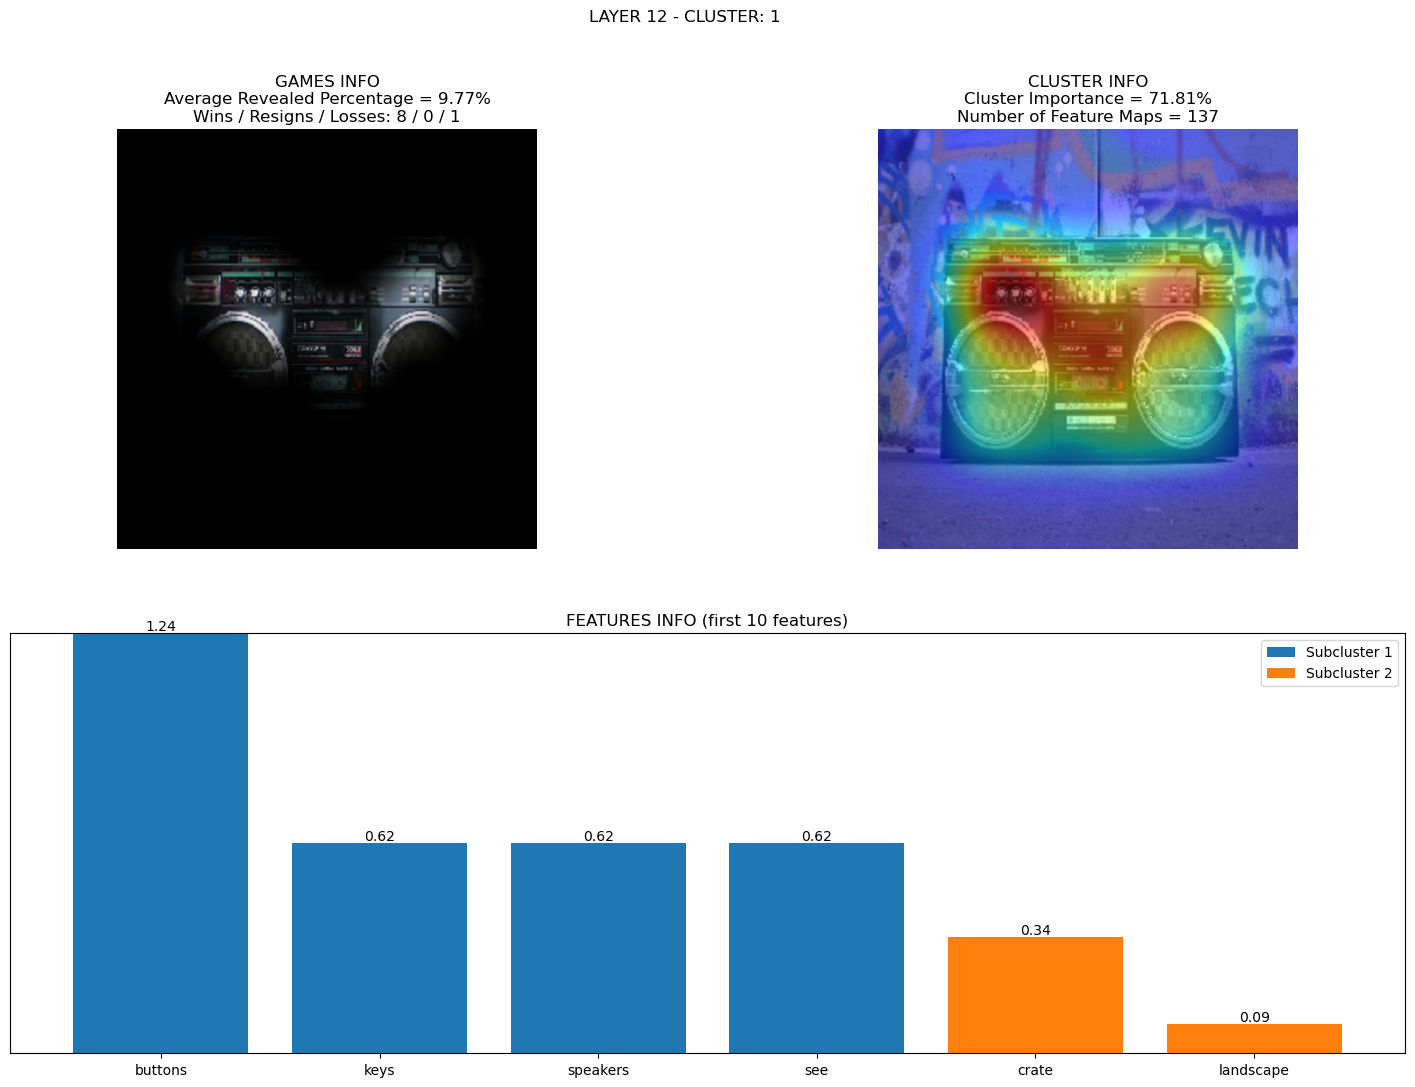 LAYER 12 - CLUSTER: 1
GAMES INFO
Average Revealed Percentage = 9.77%
Wins / Resigns / Losses: 8 / 0 / 1
CLUSTER INFO
Cluster Importance = 71.81%
Number of Feature Maps = 137
EVIN
ECH
FEATURES INFO (first 10 features)
1.24
Subcluster 1
Subcluster 2
0.62
0.62
0.62
0.34
0.09
buttons
keys
speakers
see
crate
landscape